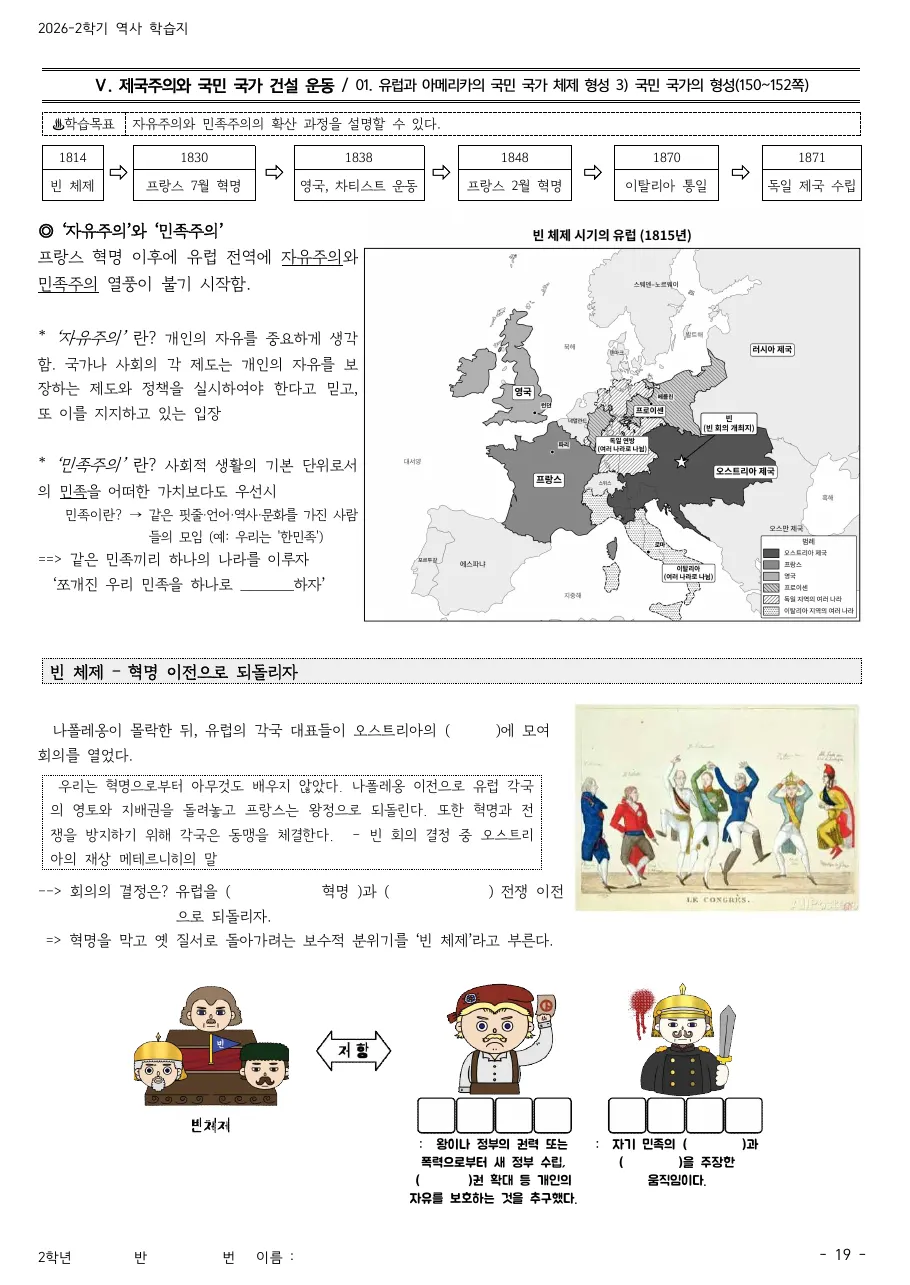 2026-2학기 역사 학습지
Ⅴ. 제국주의와 국민 국가 건설 운동 / 01. 유럽과 아메리카의 국민 국가 체제 형성 3) 국민 국가의 형성(150~152쪽)
♨학습목표 자유주의와 민족주의의 확산 과정을 설명할 수 있다.
1814 ⇨ 1830 ⇨ 1838 ⇨ 1848 ⇨ 1870 ⇨ 1871
빈 체제 프랑스 7월 혁명 영국, 차티스트 운동 프랑스 2월 혁명 이탈리아 통일 독일 제국 수립
◎ ‘자유주의’와 ‘민족주의’
프랑스 혁명 이후에 유럽 전역에 자유주의와
민족주의 열풍이 불기 시작함.
* ‘자유주의’ 란? 개인의 자유를 중요하게 생각
함. 국가나 사회의 각 제도는 개인의 자유를 보
장하는 제도와 정책을 실시하여야 한다고 믿고,
또 이를 지지하고 있는 입장
* ‘민족주의’ 란? 사회적 생활의 기본 단위로서
의 민족을 어떠한 가치보다도 우선시
민족이란? → 같은 핏줄·언어·역사·문화를 가진 사람
들의 모임 (예: 우리는 '한민족')
==> 같은 민족끼리 하나의 나라를 이루자
‘쪼개진 우리 민족을 하나로 _______하자’
빈 체제 시기의 유럽 (1815년)
스웨덴-노르웨이
북해
발트해
덴마크
러시아 제국
영국
런던
네덜란드
베를린
프로이센
빈
(빈 회의 개최지)
독일 연방
(여러 나라로 나뉨)
파리
대서양
프랑스
스위스
오스트리아 제국
흑해
오스만 제국
로마
포르투갈
에스파냐
이탈리아
(여러 나라로 나뉨)
지중해
범례
오스트리아 제국
프랑스
영국
프로이센
독일 지역의 여러 나라
이탈리아 지역의 여러 나라
빈 체제 - 혁명 이전으로 되돌리자
나폴레옹이 몰락한 뒤, 유럽의 각국 대표들이 오스트리아의 (      )에 모여
회의를 열었다.
우리는 혁명으로부터 아무것도 배우지 않았다. 나폴레옹 이전으로 유럽 각국
의 영토와 지배권을 돌려놓고 프랑스는 왕정으로 되돌린다. 또한 혁명과 전
쟁을 방지하기 위해 각국은 동맹을 체결한다. - 빈 회의 결정 중 오스트리
아의 재상 메테르니히의 말
--> 회의의 결정은? 유럽을 (            혁명 )과 (             ) 전쟁 이전
으로 되돌리자.
=> 혁명을 막고 옛 질서로 돌아가려는 보수적 분위기를 ‘빈 체제’라고 부른다.
LE CONGRÈS.
빈
저항
빈체제
: 왕이나 정부의 권력 또는
폭력으로부터 새 정부 수립,
(       )권 확대 등 개인의
자유를 보호하는 것을 추구했다.
: 자기 민족의 (        )과
(        )을 주장한
움직임이다.
2학년 반 번 이름 :
- 19 -